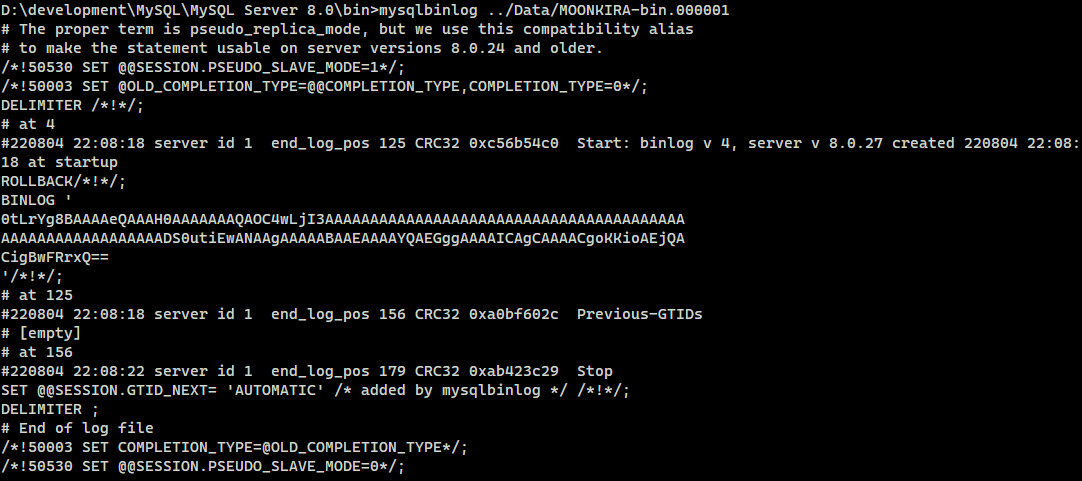 D:\development\MySQL\MySQL Server 8.0\bin>mysqlbinlog ../Data/MOONKIRA-bin.000001
# The proper term is pseudo_replica_mode, but we use this compatibility alias
# to make the statement usable on server versions 8.0.24 and older.
/*!50530 SET @@SESSION.PSEUDO_SLAVE_MODE=1*/;
/*!50003 SET @OLD_COMPLETION_TYPE=@@COMPLETION_TYPE,COMPLETION_TYPE=0*/;
DELIMITER /*!*/;
# at 4
#220804 22:08:18 server id 1  end_log_pos 125 CRC32 0xc56b54c0  Start: binlog v 4, server v 8.0.27 created 220804 22:08:
18 at startup
ROLLBACK/*!*/;
BINLOG '
0tLrYg8BAAAAeQAAAH0AAAAAAAQAOC4wLjI3AAAAAAAAAAAAAAAAAAAAAAAAAAAAAAAAAAAAAAAA
AAAAAAAAAAAAAAAAAADS0utiEwANAAgAAAAABAAEAAAAYQAEGggAAAAICAgCAAAACgoKKioAEjQA
CigBwFRrxQ==
'/*!*/;
# at 125
#220804 22:08:18 server id 1  end_log_pos 156 CRC32 0xa0bf602c  Previous-GTIDs
# [empty]
# at 156
#220804 22:08:22 server id 1  end_log_pos 179 CRC32 0xab423c29  Stop
SET @@SESSION.GTID_NEXT= 'AUTOMATIC' /* added by mysqlbinlog */ /*!*/;
DELIMITER ;
# End of log file
/*!50003 SET COMPLETION_TYPE=@OLD_COMPLETION_TYPE*/;
/*!50530 SET @@SESSION.PSEUDO_SLAVE_MODE=0*/;